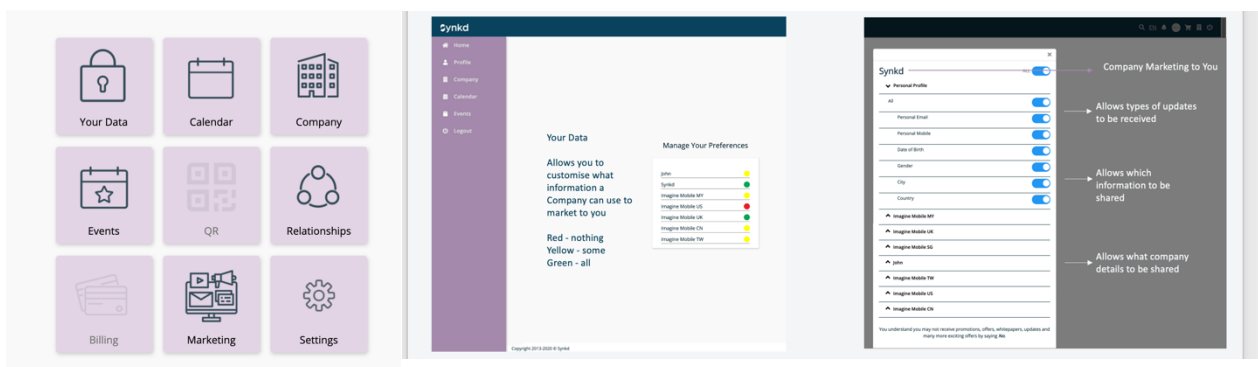 Your Data
Calendar
Company
Events
QR
Relationships
Billing
Marketing
Settings
Synkd
Home
Profile
Company
Calendar
Events
Logout
Your Data
Allows you to
customise what
information a
Company can use to
market to you
Red - nothing
Yellow - some
Green - all
Manage Your Preferences
John
Synkd
Imagine Mobile MY
Imagine Mobile US
Imagine Mobile UK
Imagine Mobile CN
Imagine Mobile TW
Copyright 2013-2020 © Synkd
Synkd
Personal Profile
All
Personal Email
Personal Mobile
Date of Birth
Gender
City
Country
Imagine Mobile MY
Imagine Mobile UK
Imagine Mobile SG
John
Imagine Mobile TW
Imagine Mobile US
Imagine Mobile CN
You understand you may not receive promotions, offers, whitepapers, updates and
many more exciting offers by saying No.
Company Marketing to You
Allows types of updates
to be received
Allows which
information to be
shared
Allows what company
details to be shared